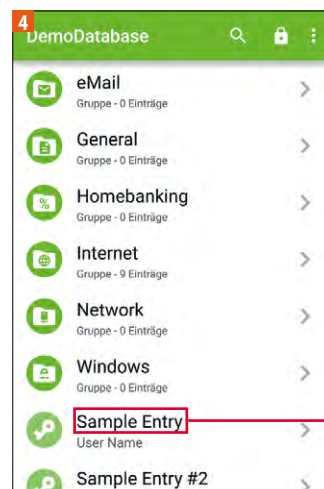 4
DemoDatabase
eMail
Gruppe - 0 Einträge
General
Gruppe - 0 Einträge
Homebanking
Gruppe - 0 Einträge
Internet
Gruppe - 9 Einträge
Network
Gruppe - 0 Einträge
Windows
Gruppe - 0 Einträge
Sample Entry
User Name
Sample Entry #2